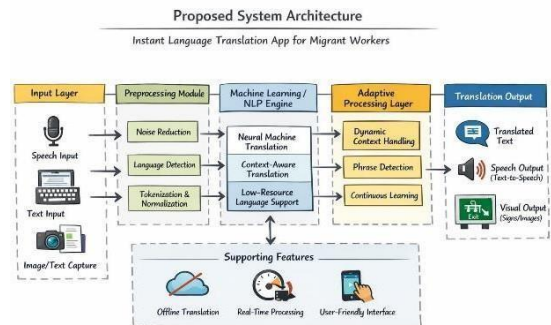 Proposed System Architecture
Instant Language Translation App for Migrant Workers
Input Layer
Speech Input
Text Input
Image/Text Capture
Preprocessing Module
Noise Reduction
Language Detection
Tokenization &
Normalization
Machine Learning /
NLP Engine
Neural Machine
Translation
Context-Aware
Translation
Low-Resource
Language Support
Adaptive
Processing Layer
Dynamic
Context Handling
Phrase Detection
Continuous Learning
Translation Output
Translated
Text
Speech Output
(Text-to-Speech)
Exit
Visual Output
(Signs/Images)
Supporting Features
Offline Translation
Real-Time Processing
User-Friendly Interface